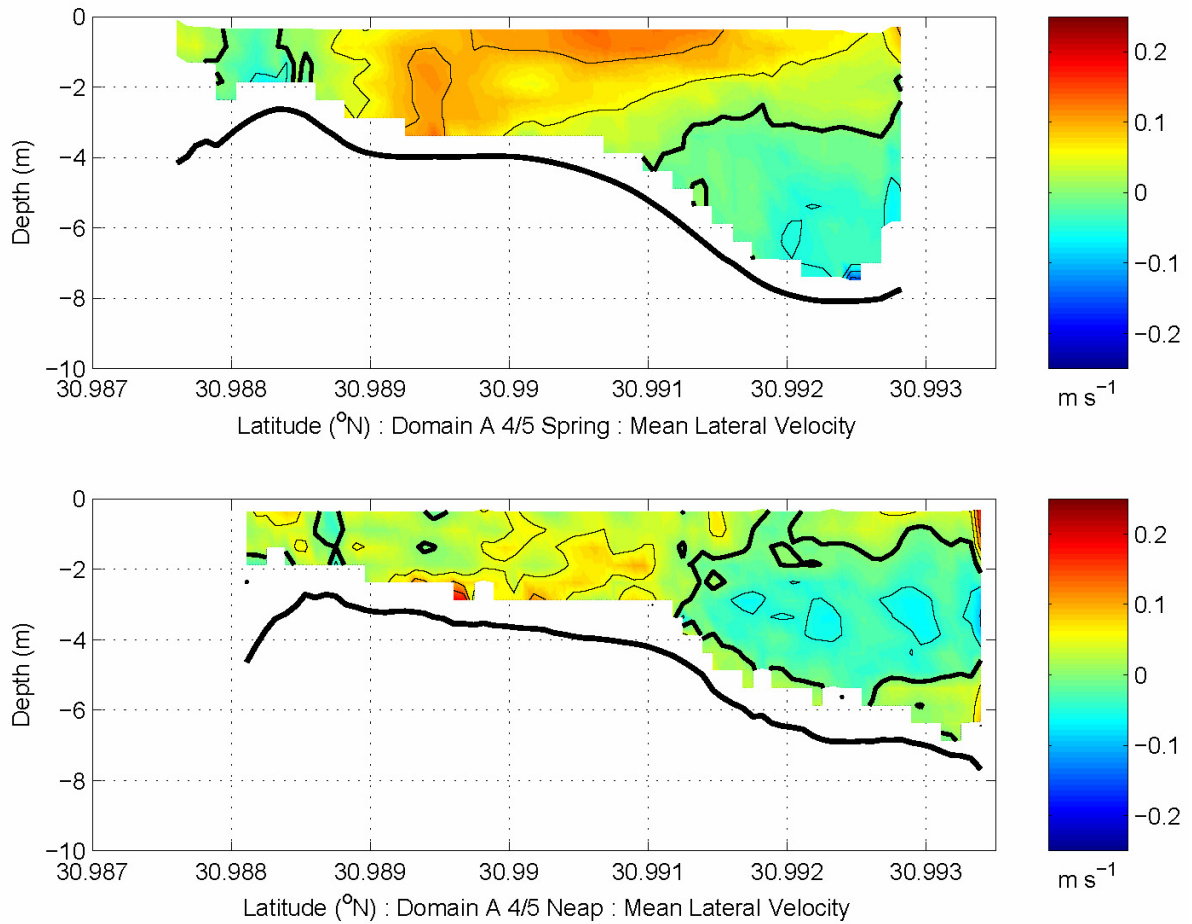 0
−2
−4
−6
−8
−10
Depth (m)
30.987 30.988 30.989 30.99 30.991 30.992 30.993
Latitude (°N) : Domain A 4/5 Spring : Mean Lateral Velocity
0.2
0.1
0
−0.1
−0.2
m s⁻¹
0
−2
−4
−6
−8
−10
Depth (m)
30.987 30.988 30.989 30.99 30.991 30.992 30.993
Latitude (°N) : Domain A 4/5 Neap : Mean Lateral Velocity
0.2
0.1
0
−0.1
−0.2
m s⁻¹